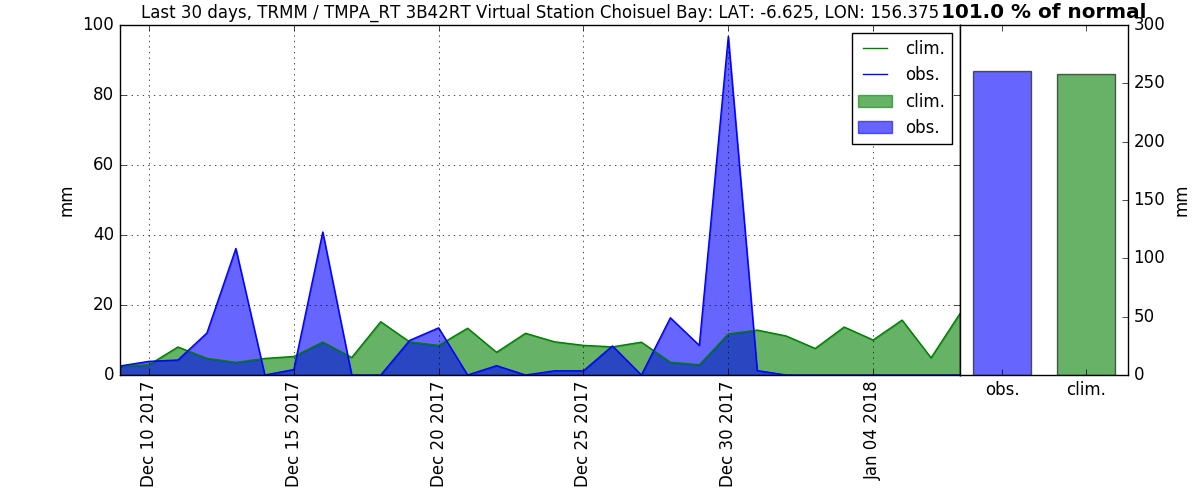 Last 30 days, TRMM / TMPA_RT 3B42RT Virtual Station Choisuel Bay: LAT: -6.625, LON: 156.375 101.0 % of normal
100
80
60
40
20
0
mm
clim.
obs.
clim.
obs.
Dec 10 2017
Dec 15 2017
Dec 20 2017
Dec 25 2017
Dec 30 2017
Jan 04 2018
300
250
200
150
100
50
0
mm
obs. clim.